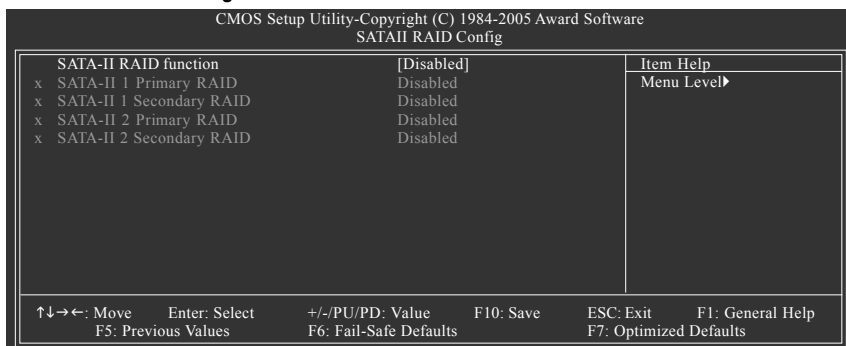 CMOS Setup Utility-Copyright (C) 1984-2005 Award Software
SATAII RAID Config
SATA-II RAID function [Disabled]
x SATA-II 1 Primary RAID Disabled
x SATA-II 1 Secondary RAID Disabled
x SATA-II 2 Primary RAID Disabled
x SATA-II 2 Secondary RAID Disabled
Item Help
Menu Level▶
↑↓→←: Move Enter: Select +/-/PU/PD: Value F10: Save ESC: Exit F1: General Help
F5: Previous Values F6: Fail-Safe Defaults F7: Optimized Defaults